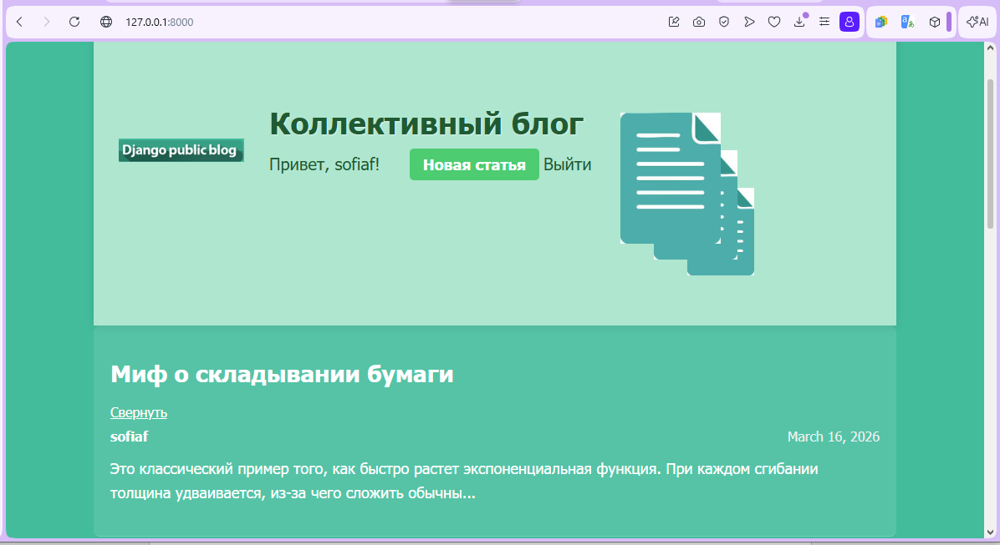 127.0.0.1:8000
AI
Django public blog
Коллективный блог
Привет, sofiaf! Новая статья Выйти
Миф о складывании бумаги
Свернуть
sofiaf March 16, 2026
Это классический пример того, как быстро растет экспоненциальная функция. При каждом сгибании
толщина удваивается, из-за чего сложить обычны...